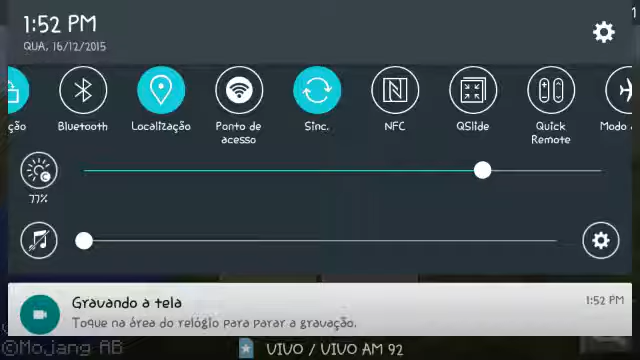 1:52 PM
QUA, 16/12/2015
ção
Bluetooth
Localização
Ponto de
acesso
Sinc.
NFC
QSlide
Quick
Remote
Modo
77%
Gravando a tela
1:52 PM
Toque na área do relógio para parar a gravação.
©Mojang AB
VIVO / VIVO AM 92